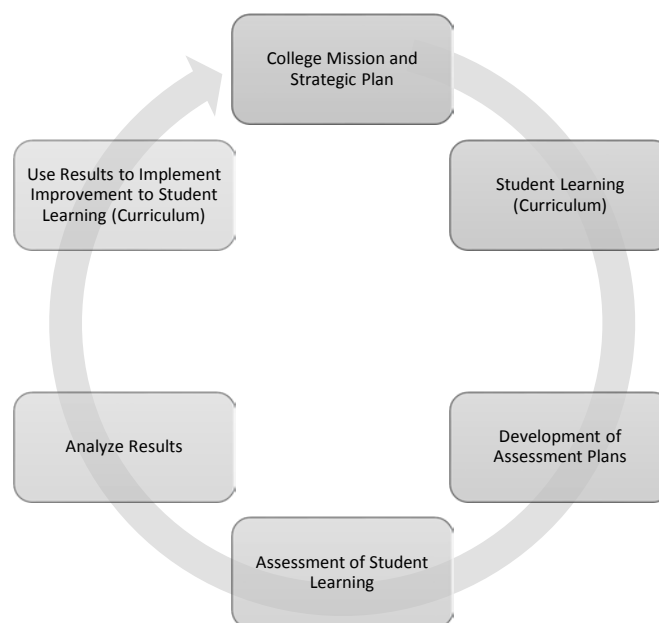 College Mission and
Strategic Plan
Student Learning
(Curriculum)
Development of
Assessment Plans
Assessment of Student
Learning
Analyze Results
Use Results to Implement
Improvement to Student
Learning (Curriculum)